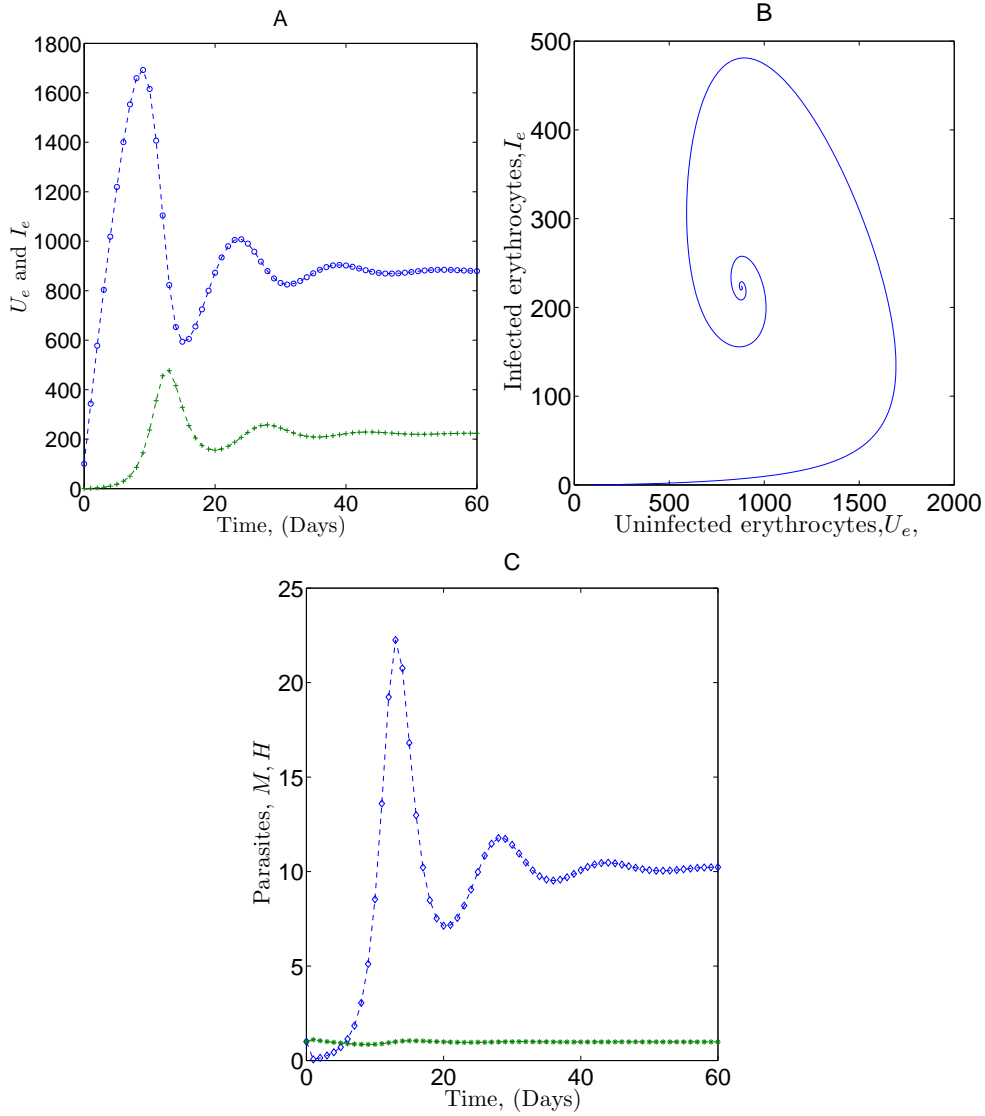 A
1800
1600
1400
1200
1000
800
600
400
200
0
U_e and I_e
0 20 40 60
Time, (Days)
B
500
400
300
200
100
0
Infected erythrocytes,I_e
0 500 1000 1500 2000
Uninfected erythrocytes,U_e,
C
25
20
15
10
5
0
Parasites, M, H
0 20 40 60
Time, (Days)